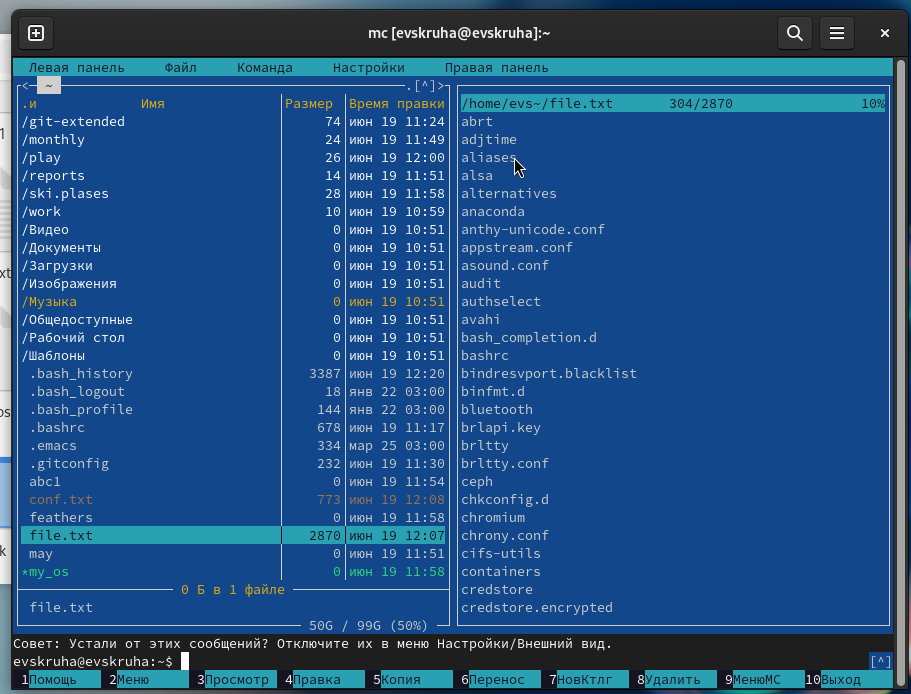 mc [evskruha@evskruha]:~
Левая панель Файл Команда Настройки Правая панель
<─ ~ .[^]>
.и Имя Размер Время правки
/git-extended 74 июн 19 11:24
/monthly 24 июн 19 11:49
/play 26 июн 19 12:00
/reports 14 июн 19 11:51
/ski.plases 28 июн 19 11:58
/work 10 июн 19 10:59
/Видео 0 июн 19 10:51
/Документы 0 июн 19 10:51
/Загрузки 0 июн 19 10:51
/Изображения 0 июн 19 10:51
/Музыка 0 июн 19 10:51
/Общедоступные 0 июн 19 10:51
/Рабочий стол 0 июн 19 10:51
/Шаблоны 0 июн 19 10:51
.bash_history 3387 июн 19 12:20
.bash_logout 18 янв 22 03:00
.bash_profile 144 янв 22 03:00
.bashrc 678 июн 19 11:17
.emacs 334 мар 25 03:00
.gitconfig 232 июн 19 11:30
abc1 0 июн 19 11:54
conf.txt 773 июн 19 12:08
feathers 0 июн 19 11:58
file.txt 2870 июн 19 12:07
may 0 июн 19 11:51
*my_os 0 июн 19 11:58
0 Б в 1 файле
file.txt
50G / 99G (50%)
/home/evs~/file.txt 304/2870 10%
abrt
adjtime
aliases
alsa
alternatives
anaconda
anthy-unicode.conf
appstream.conf
asound.conf
audit
authselect
avahi
bash_completion.d
bashrc
bindresvport.blacklist
binfmt.d
bluetooth
brlapi.key
brltty
brltty.conf
ceph
chkconfig.d
chromium
chrony.conf
cifs-utils
containers
credstore
credstore.encrypted
Совет: Устали от этих сообщений? Отключите их в меню Настройки/Внешний вид.
evskruha@evskruha:~$ [^]
1Помощь 2Меню 3Просмотр 4Правка 5Копия 6Перенос 7НовКтлг 8Удалить 9МенюMC 10Выход